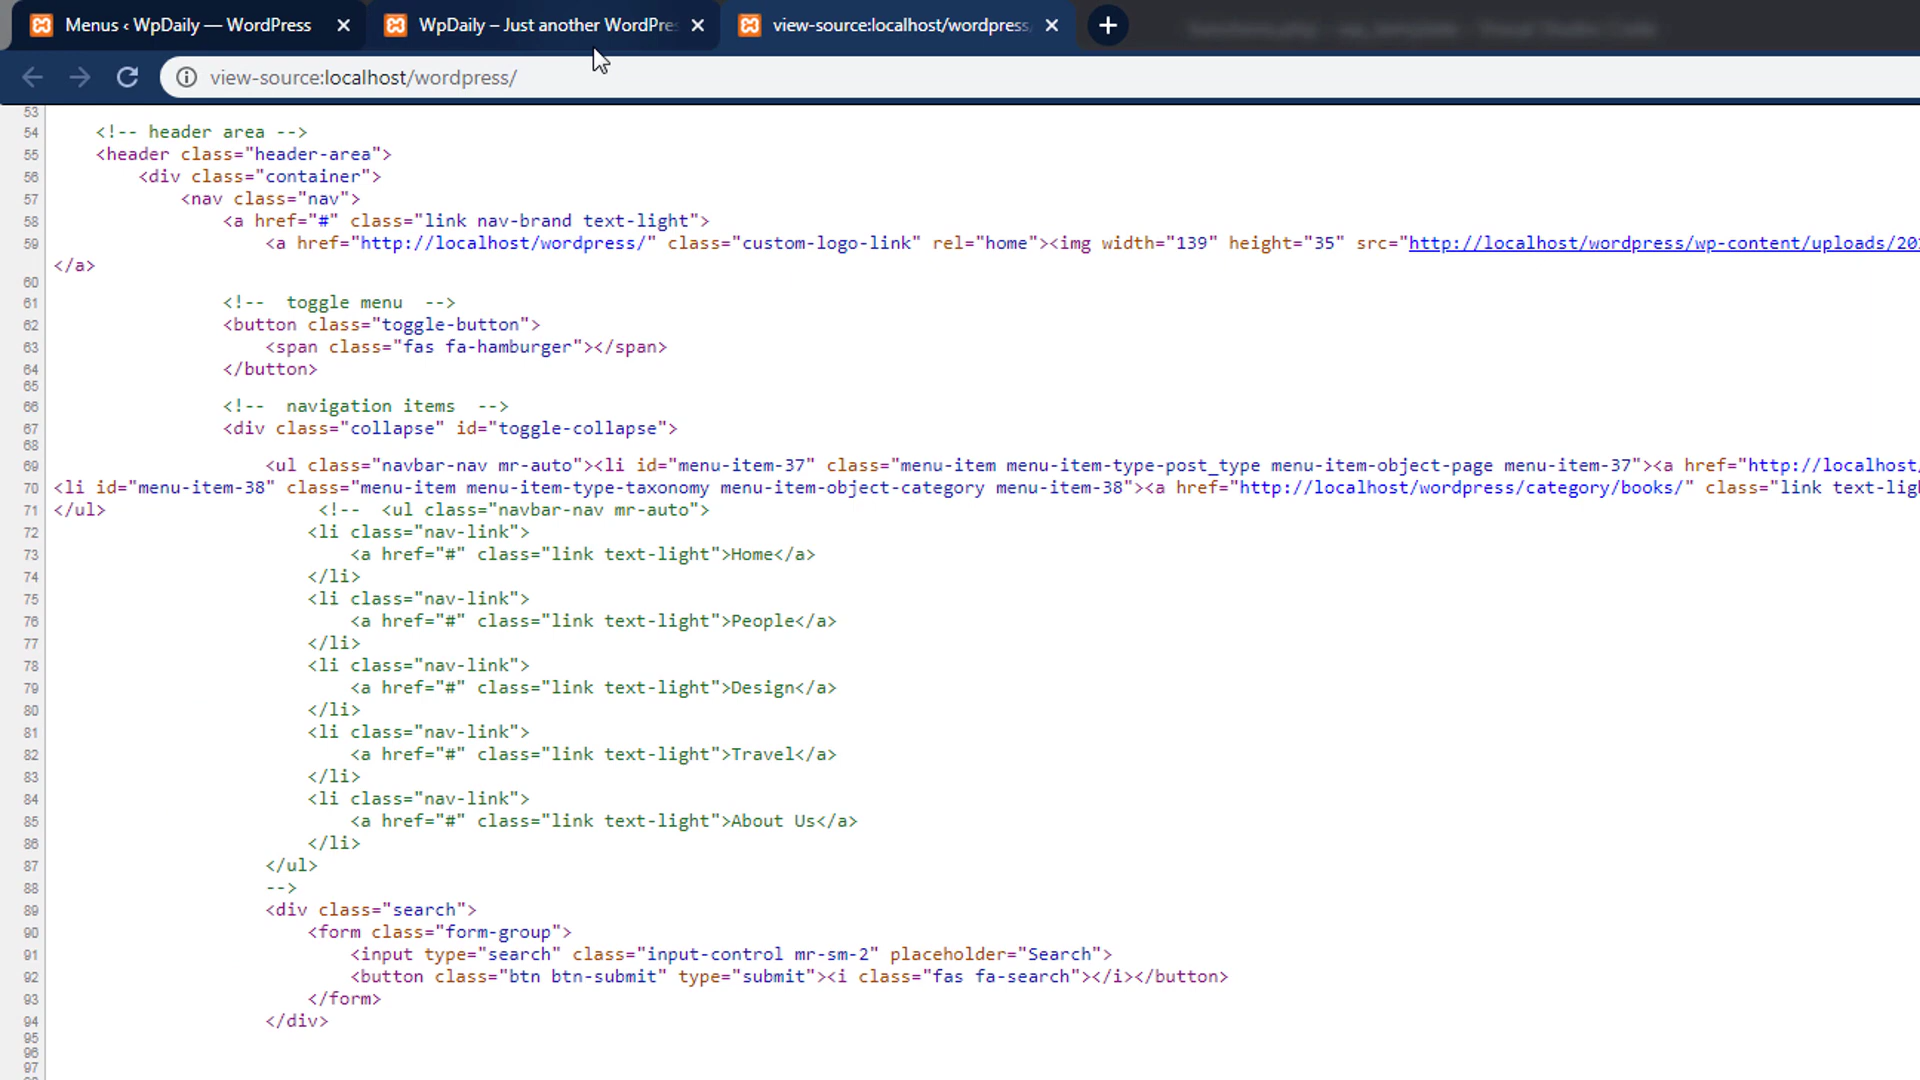 Menus ‹ WpDaily — WordPress
WpDaily – Just another WordPres
view-source:localhost/wordpress/
view-source:localhost/wordpress/
53
54 <!-- header area -->
55 <header class="header-area">
56 <div class="container">
57 <nav class="nav">
58 <a href="#" class="link nav-brand text-light">
59 <a href="http://localhost/wordpress/" class="custom-logo-link" rel="home"><img width="139" height="35" src="http://localhost/wordpress/wp-content/uploads/20
</a>
60
61 <!-- toggle menu -->
62 <button class="toggle-button">
63 <span class="fas fa-hamburger"></span>
64 </button>
65
66 <!-- navigation items -->
67 <div class="collapse" id="toggle-collapse">
68
69 <ul class="navbar-nav mr-auto"><li id="menu-item-37" class="menu-item menu-item-type-post_type menu-item-object-page menu-item-37"><a href="http://localhost
70 <li id="menu-item-38" class="menu-item menu-item-type-taxonomy menu-item-object-category menu-item-38"><a href="http://localhost/wordpress/category/books/" class="link text-lig
71 </ul> <!-- <ul class="navbar-nav mr-auto">
72 <li class="nav-link">
73 <a href="#" class="link text-light">Home</a>
74 </li>
75 <li class="nav-link">
76 <a href="#" class="link text-light">People</a>
77 </li>
78 <li class="nav-link">
79 <a href="#" class="link text-light">Design</a>
80 </li>
81 <li class="nav-link">
82 <a href="#" class="link text-light">Travel</a>
83 </li>
84 <li class="nav-link">
85 <a href="#" class="link text-light">About Us</a>
86 </li>
87 </ul>
88 -->
89 <div class="search">
90 <form class="form-group">
91 <input type="search" class="input-control mr-sm-2" placeholder="Search">
92 <button class="btn btn-submit" type="submit"><i class="fas fa-search"></i></button>
93 </form>
94 </div>
95
96
97